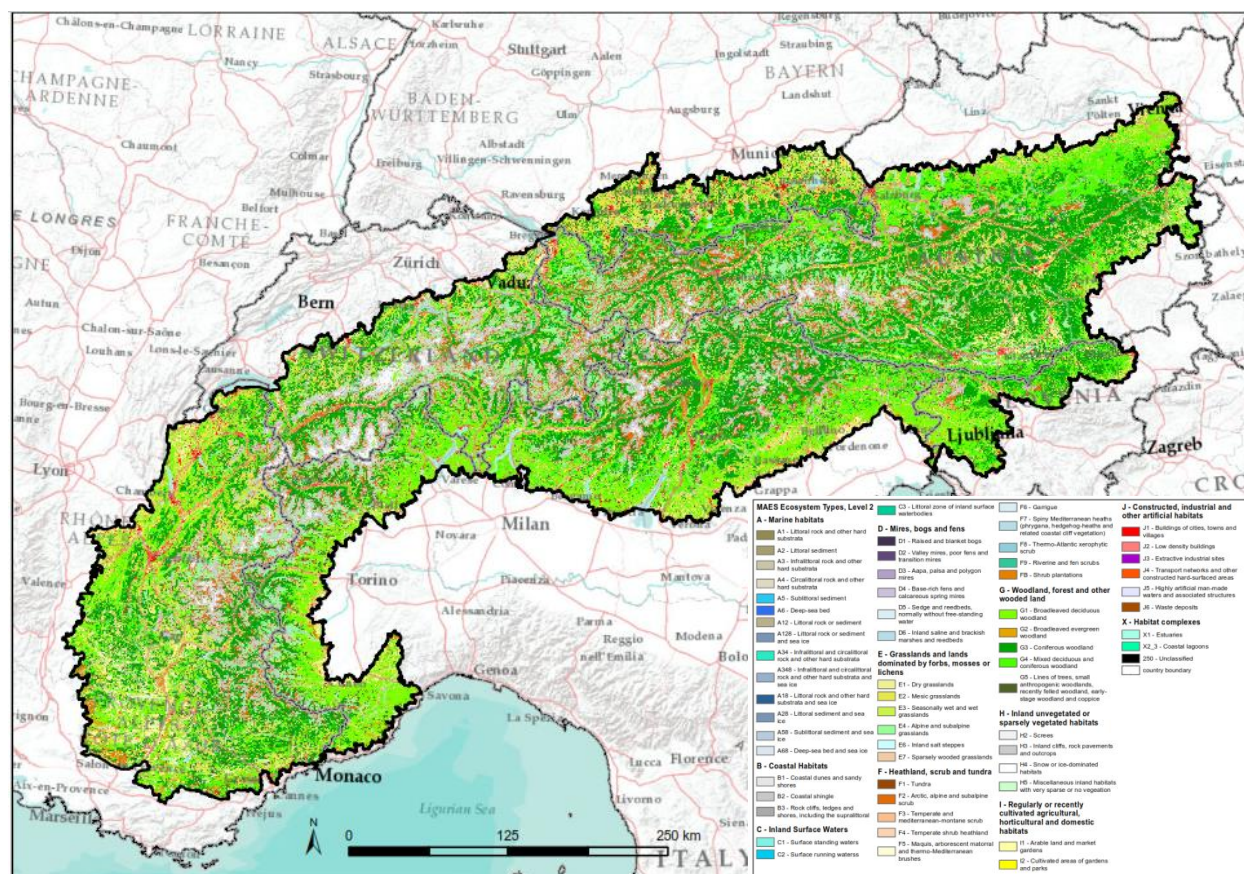 Châlons-en-Champagne
LORRAINE
Karlsruhe
Regensburg
Budejovice
ALSACE
Pforzheim
Stuttgart
Ingolstadt
Straubing
Nancy
Strasbourg
Aalen
Göppingen
BAYERN
CHAMPAGNE-
ARDENNE
BADEN-
WÜRTTEMBERG
Ulm
Augsburg
Landshut
Linz
Sankt
Pölten
Vienna
Chaumont
Colmar
Albstadt
Freiburg
Villingen-Schwenningen
Eisenstadt
Mulhouse
Ravensburg
Belfort
FRANCHE-
COMTÉ
Dijon
Besançon
Zürich
Vaduz
Szombathely
Autun
Bern
Chalon-sur-Saône
Louhans
Lons-le-Saunier
SWITZERLAND
Lausanne
Bourg-en-Bresse
Ljubljana
Zagreb
Lyon
Varese
Milan
Grappa
Novara
Valence
Torino
Piacenza
Mantova
Alessandria
Parma
Reggio
nell'Emilia
Modena
Genoa
Savona
La Spezia
Salon
Monaco
Lucca
Florence
Aix-en-Provence
Cannes
Livorno
Ligurian Sea
ITALY
N
0 125 250 km
MAES Ecosystem Types, Level 2
A - Marine habitats
A1 - Littoral rock and other hard
substrata
A2 - Littoral sediment
A3 - Infralittoral rock and other
hard substrata
A4 - Circalittoral rock and other
hard substrata
A5 - Sublittoral sediment
A6 - Deep-sea bed
A12 - Littoral rock or sediment
A128 - Littoral rock or sediment
and sea ice
A34 - Infralittoral and circalittoral
rock and other hard substrata
A348 - Infralittoral and circalittoral
rock and other hard substrata and
sea ice
A18 - Littoral rock and other hard
substrata and sea ice
A28 - Littoral sediment and sea
ice
A58 - Sublittoral sediment and sea
ice
A68 - Deep-sea bed and sea ice
B - Coastal Habitats
B1 - Coastal dunes and sandy
shores
B2 - Coastal shingle
B3 - Rock cliffs, ledges and
shores, including the supralittoral
C - Inland Surface Waters
C1 - Surface standing waters
C2 - Surface running waterss
C3 - Littoral zone of inland surface
waterbodies
D - Mires, bogs and fens
D1 - Raised and blanket bogs
D2 - Valley mires, poor fens and
transition mires
D3 - Aapa, palsa and polygon
mires
D4 - Base-rich fens and
calcareous spring mires
D5 - Sedge and reedbeds,
normally without free-standing
water
D6 - Inland saline and brackish
marshes and reedbeds
E - Grasslands and lands
dominated by forbs, mosses or
lichens
E1 - Dry grasslands
E2 - Mesic grasslands
E3 - Seasonally wet and wet
grasslands
E4 - Alpine and subalpine
grasslands
E6 - Inland salt steppes
E7 - Sparsely wooded grasslands
F - Heathland, scrub and tundra
F1 - Tundra
F2 - Arctic, alpine and subalpine
scrub
F3 - Temperate and
mediterranean-montane scrub
F4 - Temperate shrub heathland
F5 - Maquis, arborescent material
and thermo-Mediterranean
brushes
F6 - Garrigue
F7 - Spiny Mediterranean heaths
(phrygana, hedgehog-heaths and
related coastal cliff vegetation)
F8 - Thermo-Atlantic xerophytic
scrub
F9 - Riverine and fen scrubs
FB - Shrub plantations
G - Woodland, forest and other
wooded land
G1 - Broadleaved deciduous
woodland
G2 - Broadleaved evergreen
woodland
G3 - Coniferous woodland
G4 - Mixed deciduous and
coniferous woodland
G5 - Lines of trees, small
anthropogenic woodlands,
recently felled woodland, early-
stage woodland and coppice
H - Inland unvegetated or
sparsely vegetated habitats
H2 - Screes
H3 - Inland cliffs, rock pavements
and outcrops
H4 - Snow or ice-dominated
habitats
H5 - Miscellaneous inland habitats
with very sparse or no vegeation
I - Regularly or recently
cultivated agricultural,
horticultural and domestic
habitats
I1 - Arable land and market
gardens
I2 - Cultivated areas of gardens
and parks
J - Constructed, industrial and
other artificial habitats
J1 - Buildings of cities, towns and
villages
J2 - Low density buildings
J3 - Extractive industrial sites
J4 - Transport networks and other
constructed hard-surfaced areas
J5 - Highly artificial man-made
waters and associated structures
J6 - Waste deposits
X - Habitat complexes
X1 - Estuaries
X2_3 - Coastal lagoons
250 - Unclassified
country boundary